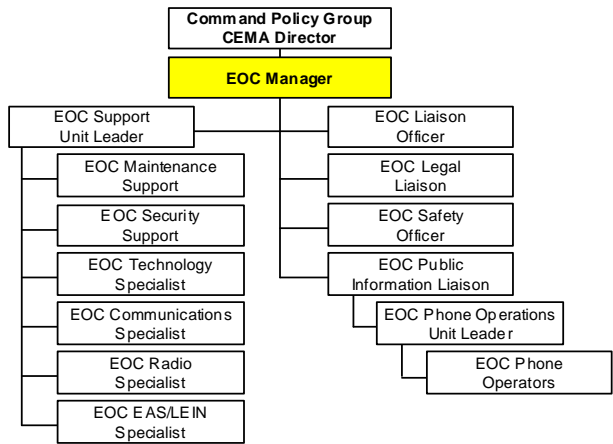 Command Policy Group
CEMA Director
EOC Manager
EOC Support
Unit Leader
EOC Maintenance
Support
EOC Security
Support
EOC Technology
Specialist
EOC Communications
Specialist
EOC Radio
Specialist
EOC EAS/LEIN
Specialist
EOC Liaison
Officer
EOC Legal
Liaison
EOC Safety
Officer
EOC Public
Information Liaison
EOC Phone Operations
Unit Leader
EOC Phone
Operators